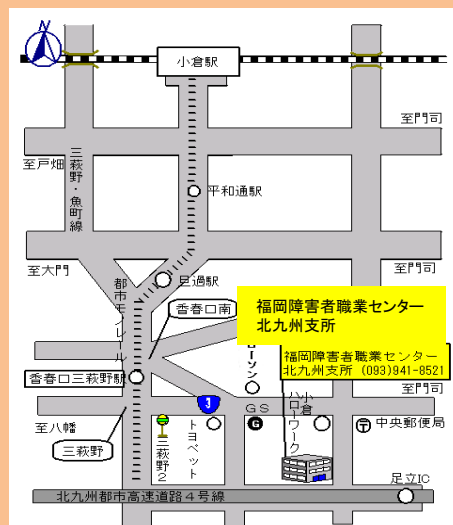 N
小倉駅
至門司
至戸畑
三萩野・魚町線
平和通駅
至大門
至門司
都市モノレール
旦過駅
香春口南
福岡障害者職業センター
北九州支所
福岡障害者職業センター
北九州支所 (093)941-8521
ローソン
香春口三萩野駅
至門司
3
GS
G
小倉
ハローワーク
至八幡
トヨペット
三萩野2
中央郵便局
三萩野
足立IC
北九州都市高速道路4号線